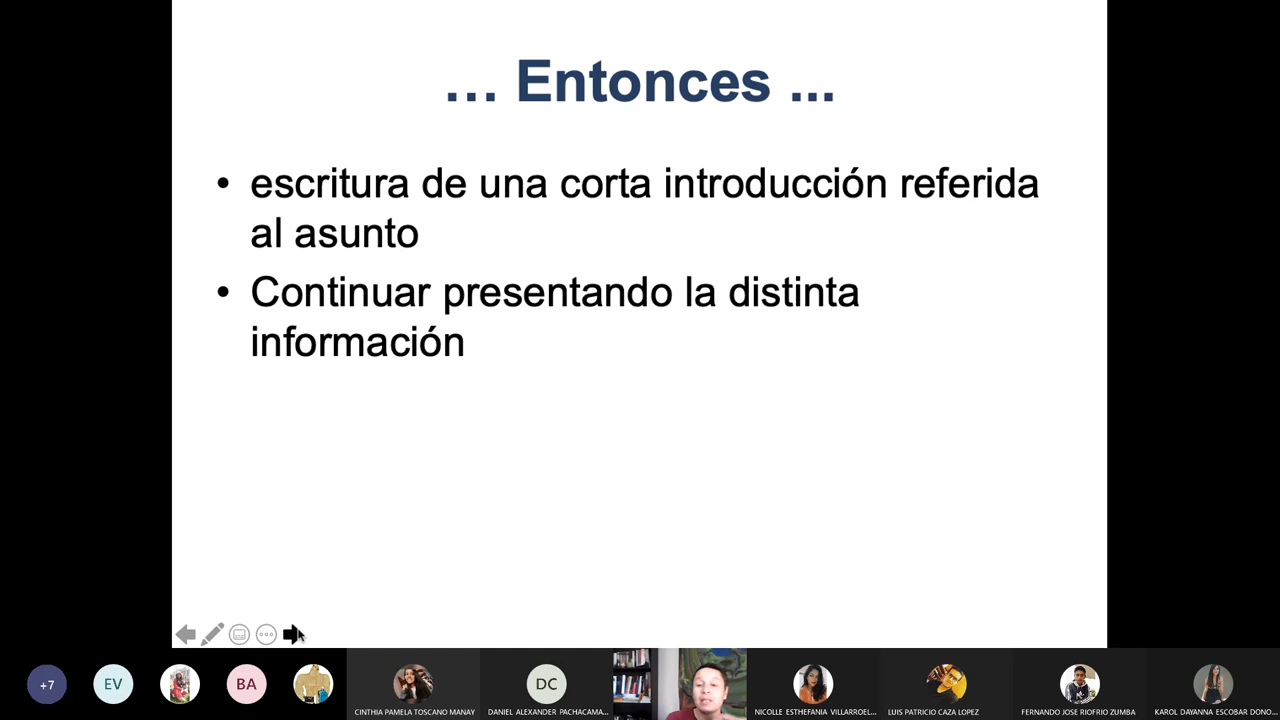 ... Entonces ...
• escritura de una corta introducción referida
al asunto
• Continuar presentando la distinta
información
+7
EV
BA
DC
CINTHIA PAMELA TOSCANO MANAY
DANIEL ALEXANDER PACHACAMA...
NICOLLE ESTHEFANIA VILLARROEL...
LUIS PATRICIO CAZA LOPEZ
FERNANDO JOSE RIOFRIO ZUMBA
KAROL DAYANNA ESCOBAR DONO...